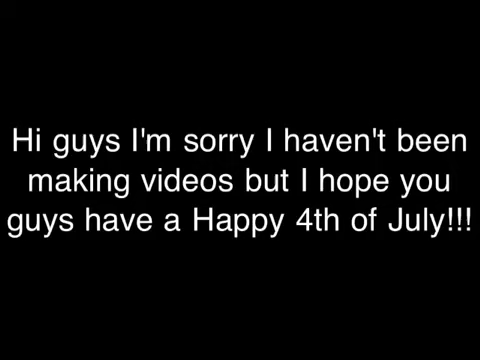 Hi guys I'm sorry I haven't been
making videos but I hope you
guys have a Happy 4th of July!!!